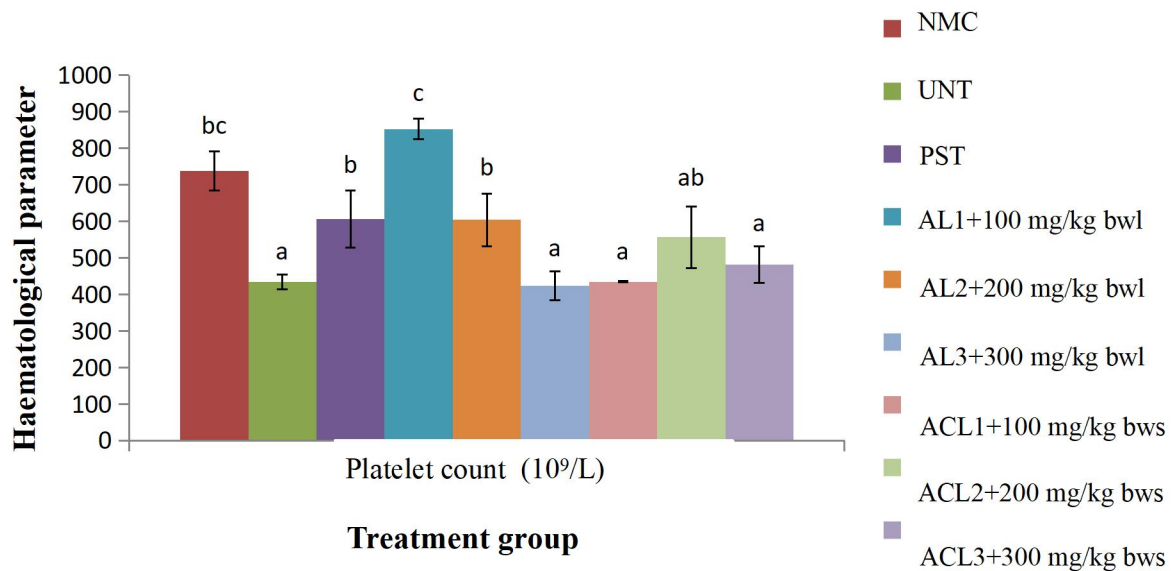 Haematological parameter
1000
900
800
700
600
500
400
300
200
100
0
bc
a
b
c
b
a
a
ab
a
Platelet count (10⁹/L)
Treatment group
NMC
UNT
PST
AL1+100 mg/kg bwl
AL2+200 mg/kg bwl
AL3+300 mg/kg bwl
ACL1+100 mg/kg bws
ACL2+200 mg/kg bws
ACL3+300 mg/kg bws